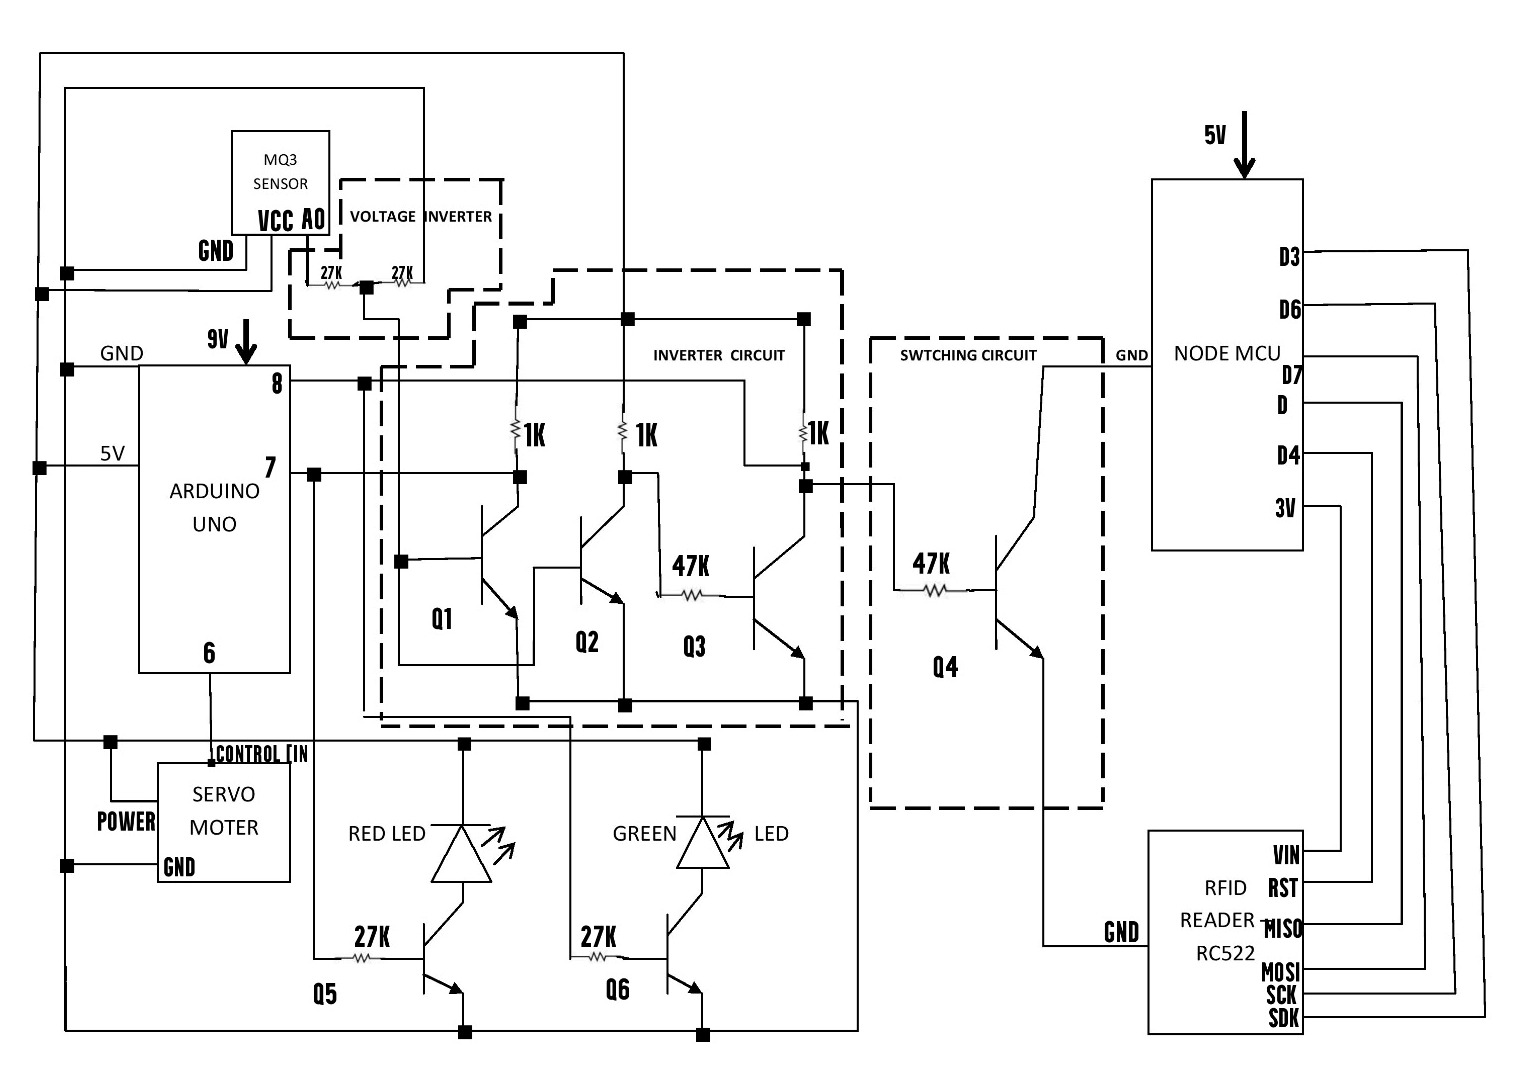 5V
MQ3
SENSOR
VCC A0
GND
VOLTAGE INVERTER
27K 27K
9V
GND
8
5V
7
ARDUINO
UNO
6
INVERTER CIRCUIT
1K
1K
1K
47K
Q1
Q2
Q3
SWTCHING CIRCUIT
47K
Q4
GND
NODE MCU
D3
D6
D7
D
D4
3V
CONTROL [IN
SERVO
MOTER
POWER
GND
RED LED
GREEN LED
27K
Q5
27K
Q6
GND
RFID
READER
RC522
VIN
RST
MISO
MOSI
SCK
SDK